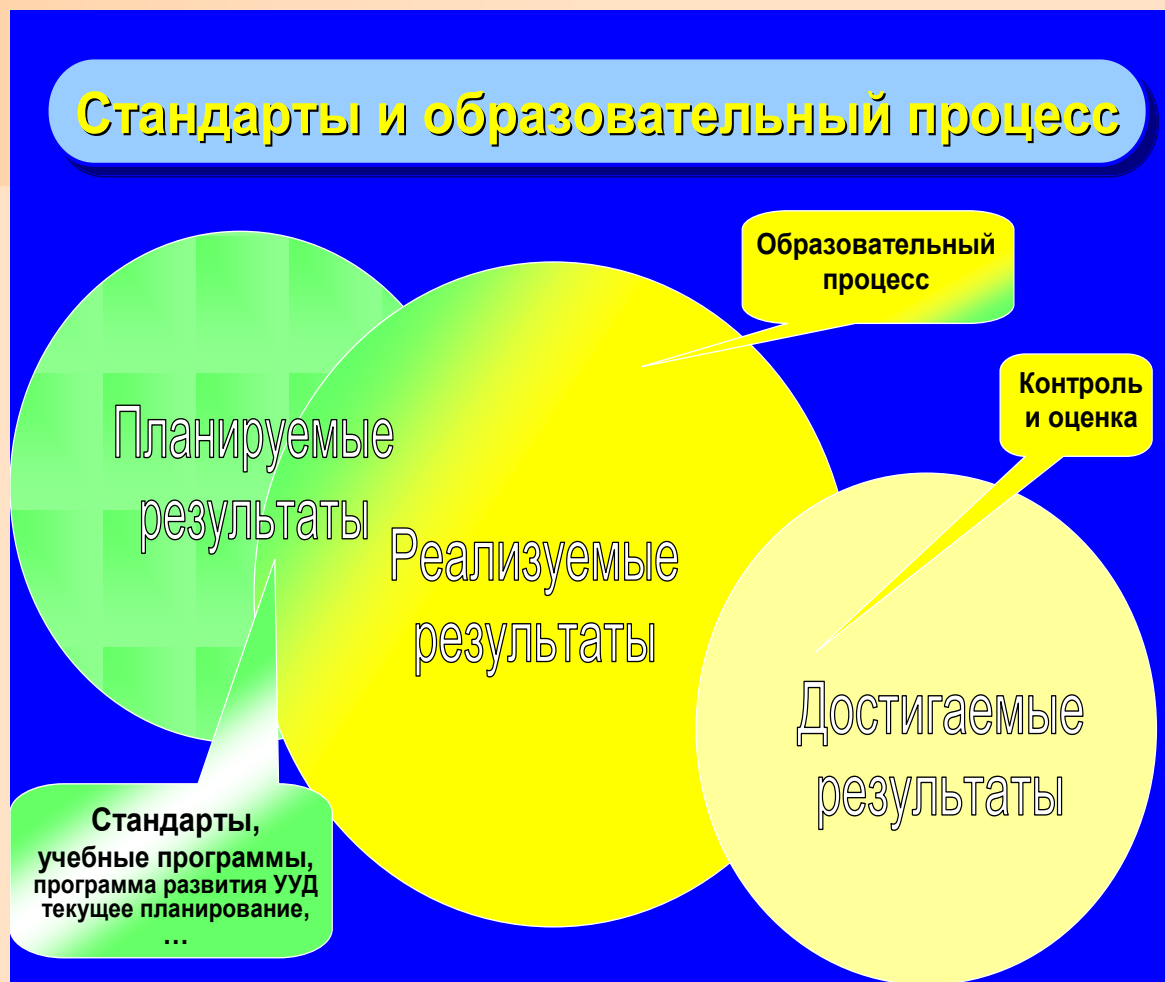 Стандарты и образовательный процесс
Образовательный
процесс
Контроль
и оценка
Планируемые
результаты
Реализуемые
результаты
Достигаемые
результаты
Стандарты,
учебные программы,
программа развития УУД
текущее планирование,
…